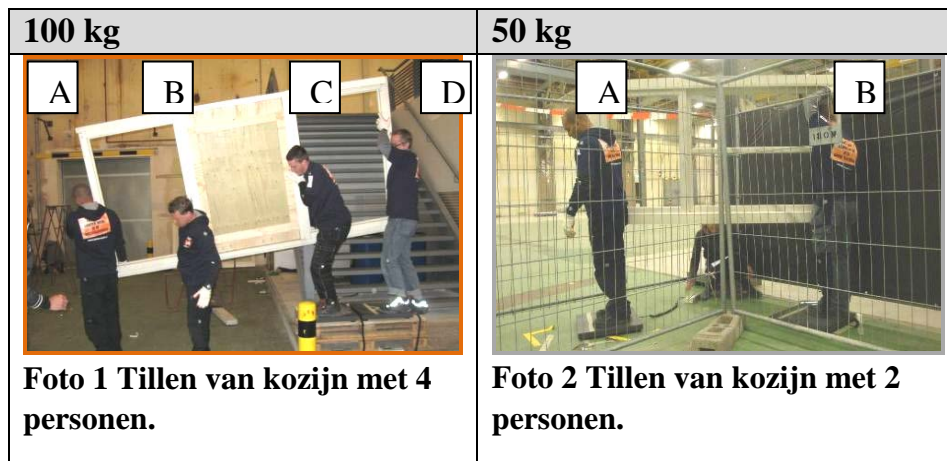 100 kg
50 kg
A B C D
A B
Foto 1 Tillen van kozijn met 4
personen.
Foto 2 Tillen van kozijn met 2
personen.